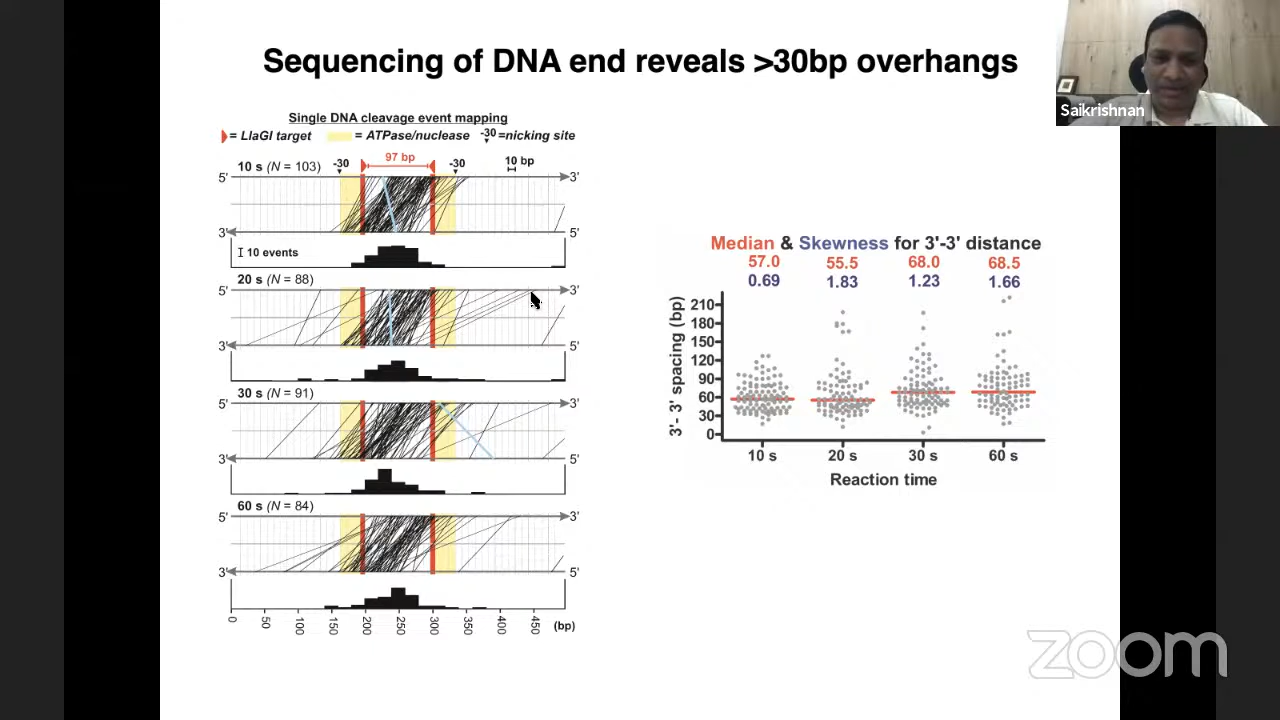 Sequencing of DNA end reveals >30bp overhangs
Saikrishnan
Single DNA cleavage event mapping
= LlaGI target = ATPase/nuclease -30 =nicking site
10 s (N = 103) -30 97 bp -30 10 bp
5' 3'
3' 5'
10 events
20 s (N = 88)
5' 3'
3' 5'
30 s (N = 91)
5' 3'
3' 5'
60 s (N = 84)
5' 3'
3' 5'
0 50 100 150 200 250 300 350 400 450 (bp)
Median & Skewness for 3'-3' distance
57.0 55.5 68.0 68.5
0.69 1.83 1.23 1.66
3'- 3' spacing (bp)
210
180
150
120
90
60
30
0
10 s 20 s 30 s 60 s
Reaction time
zoom